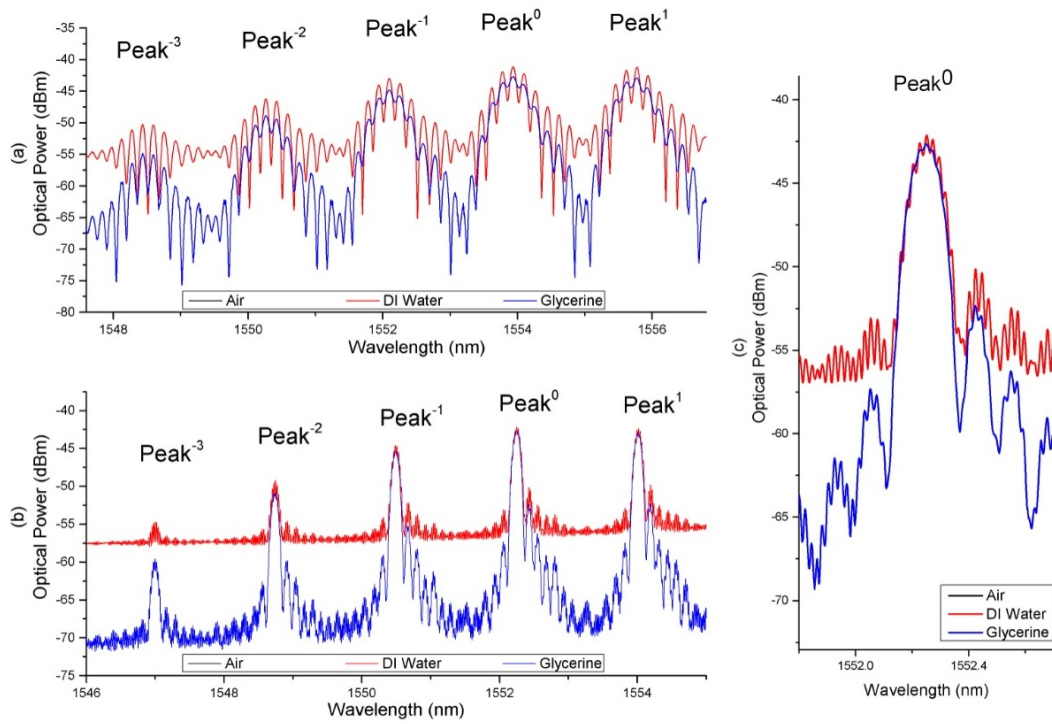 Peak-3
Peak-2
Peak-1
Peak0
Peak1
-35
-40
-45
-50
-55
-60
-65
-70
-75
-80
(a)
Optical Power (dBm)
Air
DI Water
Glycerine
1548
1550
1552
1554
1556
Wavelength (nm)
Peak-3
Peak-2
Peak-1
Peak0
Peak1
-40
-45
-50
-55
-60
-65
-70
-75
(b)
Optical Power (dBm)
Air
DI Water
Glycerine
1546
1548
1550
1552
1554
Wavelength (nm)
Peak0
-40
-50
-55
-60
-65
-70
(c)
Optical Power (dBm)
Air
DI Water
Glycerine
1552.0
1552.4
Wavelength (nm)